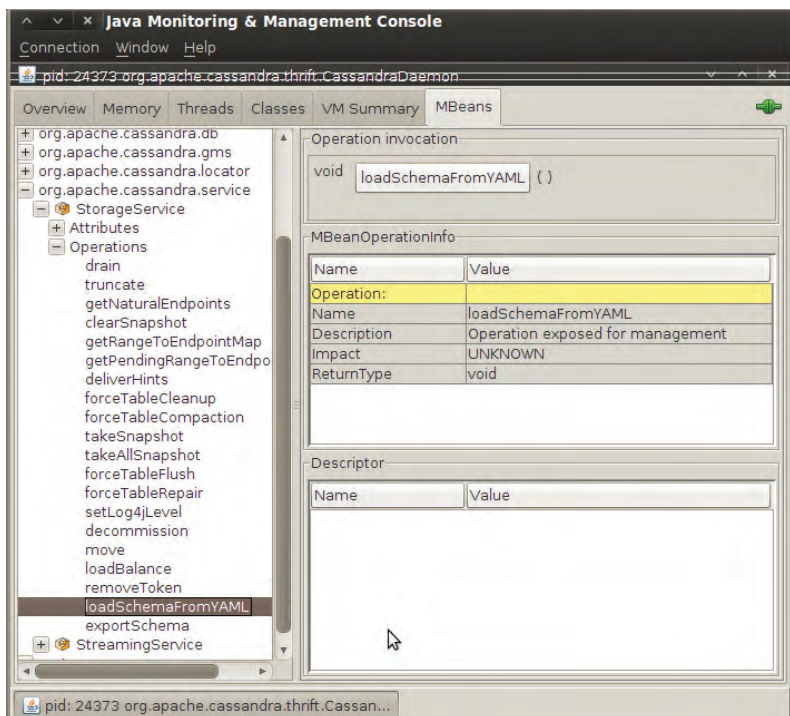 Java Monitoring & Management Console
Connection Window Help
pid: 24373 org.apache.cassandra.thrift.CassandraDaemon
Overview Memory Threads Classes VM Summary MBeans
org.apache.cassandra.db
org.apache.cassandra.gms
org.apache.cassandra.locator
org.apache.cassandra.service
StorageService
Attributes
Operations
drain
truncate
getNaturalEndpoints
clearSnapshot
getRangeToEndpointMap
getPendingRangeToEndpo
deliverHints
forceTableCleanup
forceTableCompaction
takeSnapshot
takeAllSnapshot
forceTableFlush
forceTableRepair
setLog4jLevel
decommission
move
loadBalance
removeToken
loadSchemaFromYAML
exportSchema
StreamingService
Operation invocation
void loadSchemaFromYAML ( )
MBeanOperationInfo
Name Value
Operation:
Name loadSchemaFromYAML
Description Operation exposed for management
Impact UNKNOWN
ReturnType void
Descriptor
Name Value
pid: 24373 org.apache.cassandra.thrift.Cassan...